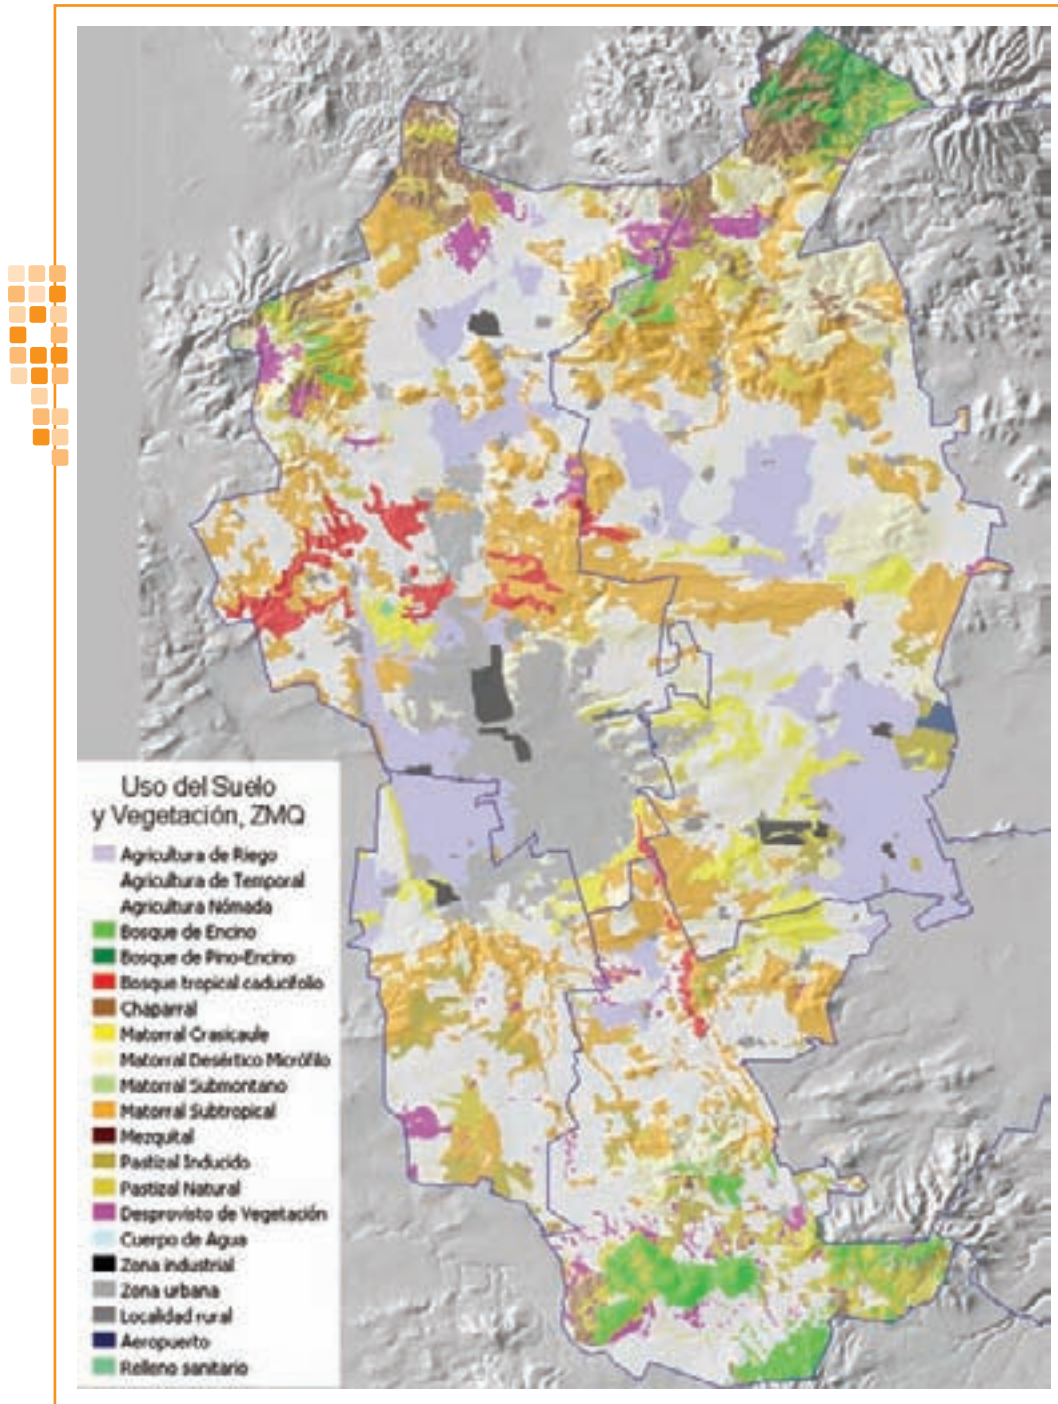 Uso del Suelo
y Vegetación, ZMQ
Agricultura de Riego
Agricultura de Temporal
Agricultura Nómada
Bosque de Encino
Bosque de Pino-Encino
Bosque tropical caducifolio
Chaparral
Matorral Crasicaule
Matorral Desértico Micrófilo
Matorral Submontano
Matorral Subtropical
Mezquital
Pastizal Inducido
Pastizal Natural
Desprovisto de Vegetación
Cuerpo de Agua
Zona industrial
Zona urbana
Localidad rural
Aeropuerto
Relleno sanitario